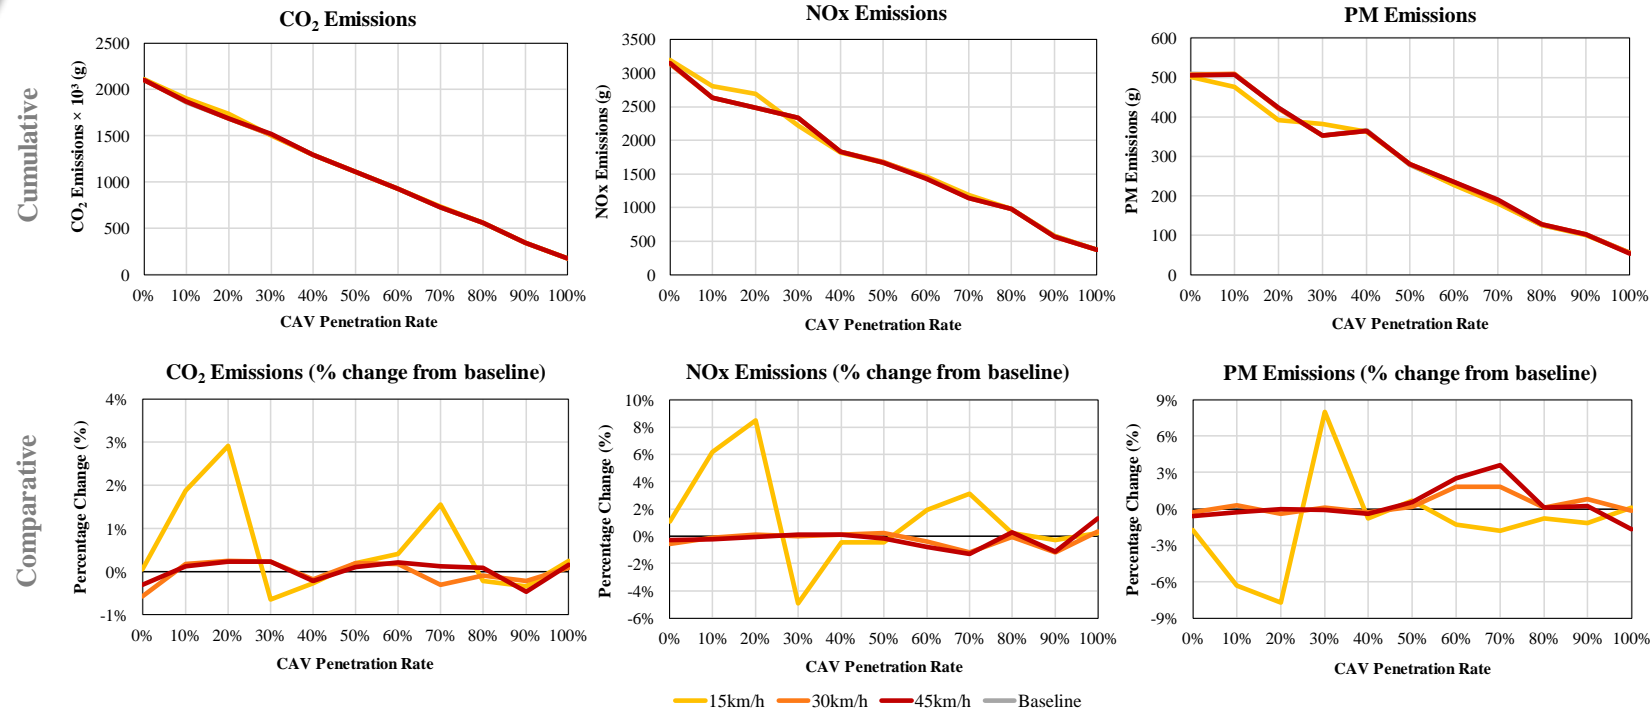 Cumulative
CO₂ Emissions
CO₂ Emissions × 10³ (g)
2500
2000
1500
1000
500
0
0% 10% 20% 30% 40% 50% 60% 70% 80% 90% 100%
CAV Penetration Rate
NOx Emissions
NOx Emissions (g)
3500
3000
2500
2000
1500
1000
500
0
0% 10% 20% 30% 40% 50% 60% 70% 80% 90% 100%
CAV Penetration Rate
PM Emissions
PM Emissions (g)
600
500
400
300
200
100
0
0% 10% 20% 30% 40% 50% 60% 70% 80% 90% 100%
CAV Penetration Rate
Comparative
CO₂ Emissions (% change from baseline)
Percentage Change (%)
4%
3%
2%
1%
0%
-1%
0% 10% 20% 30% 40% 50% 60% 70% 80% 90% 100%
CAV Penetration Rate
NOx Emissions (% change from baseline)
Percentage Change (%)
10%
8%
6%
4%
2%
0%
-2%
-4%
-6%
0% 10% 20% 30% 40% 50% 60% 70% 80% 90% 100%
CAV Penetration Rate
PM Emissions (% change from baseline)
Percentage Change (%)
9%
6%
3%
0%
-3%
-6%
-9%
0% 10% 20% 30% 40% 50% 60% 70% 80% 90% 100%
CAV Penetration Rate
15km/h 30km/h 45km/h Baseline